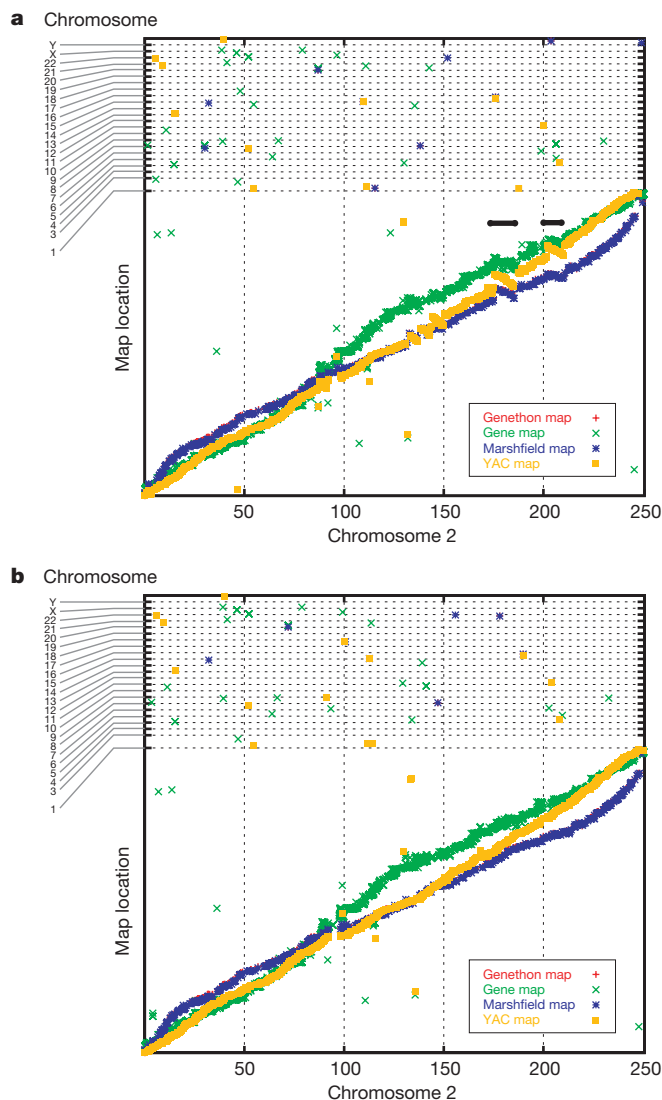 a Chromosome
Y
X
22
21
20
19
18
17
16
15
14
13
12
11
10
9
8
7
6
5
4
3
1
Map location
Genethon map
Gene map
Marshfield map
YAC map
50 100 150 200 250
Chromosome 2
b Chromosome
Y
X
22
21
20
19
18
17
16
15
14
13
12
11
10
9
8
7
6
5
4
3
1
Map location
Genethon map
Gene map
Marshfield map
YAC map
50 100 150 200 250
Chromosome 2